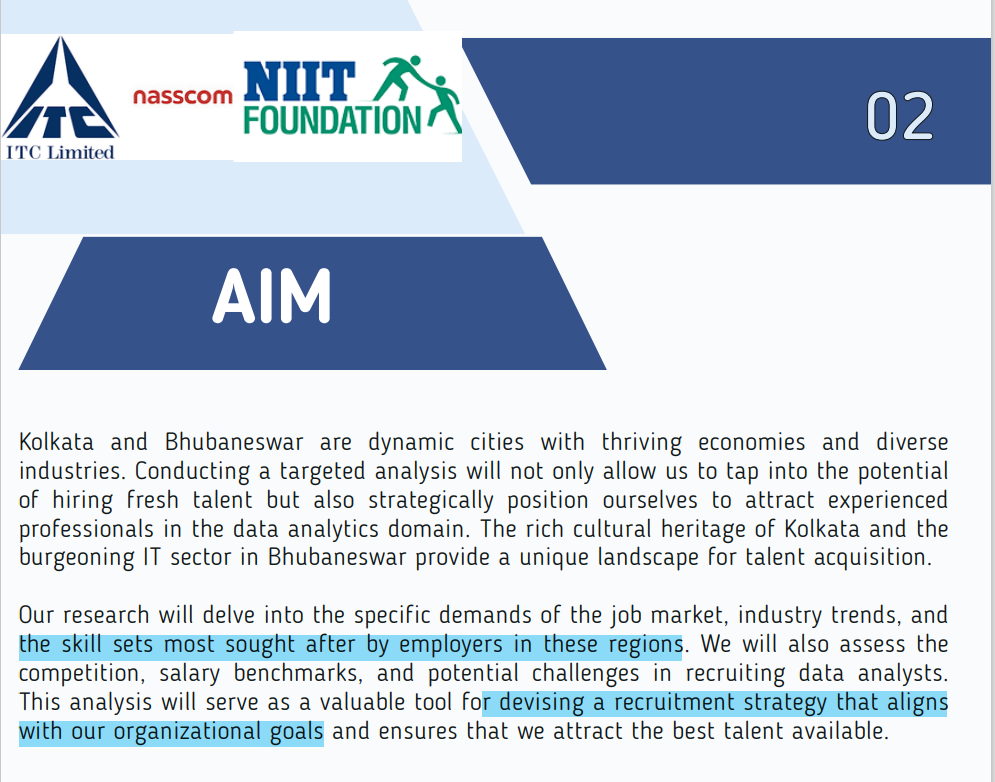 ITC
ITC Limited
nasscom
NIIT
FOUNDATION
02
AIM
Kolkata and Bhubaneswar are dynamic cities with thriving economies and diverse
industries. Conducting a targeted analysis will not only allow us to tap into the potential
of hiring fresh talent but also strategically position ourselves to attract experienced
professionals in the data analytics domain. The rich cultural heritage of Kolkata and the
burgeoning IT sector in Bhubaneswar provide a unique landscape for talent acquisition.
Our research will delve into the specific demands of the job market, industry trends, and
the skill sets most sought after by employers in these regions. We will also assess the
competition, salary benchmarks, and potential challenges in recruiting data analysts.
This analysis will serve as a valuable tool for devising a recruitment strategy that aligns
with our organizational goals and ensures that we attract the best talent available.